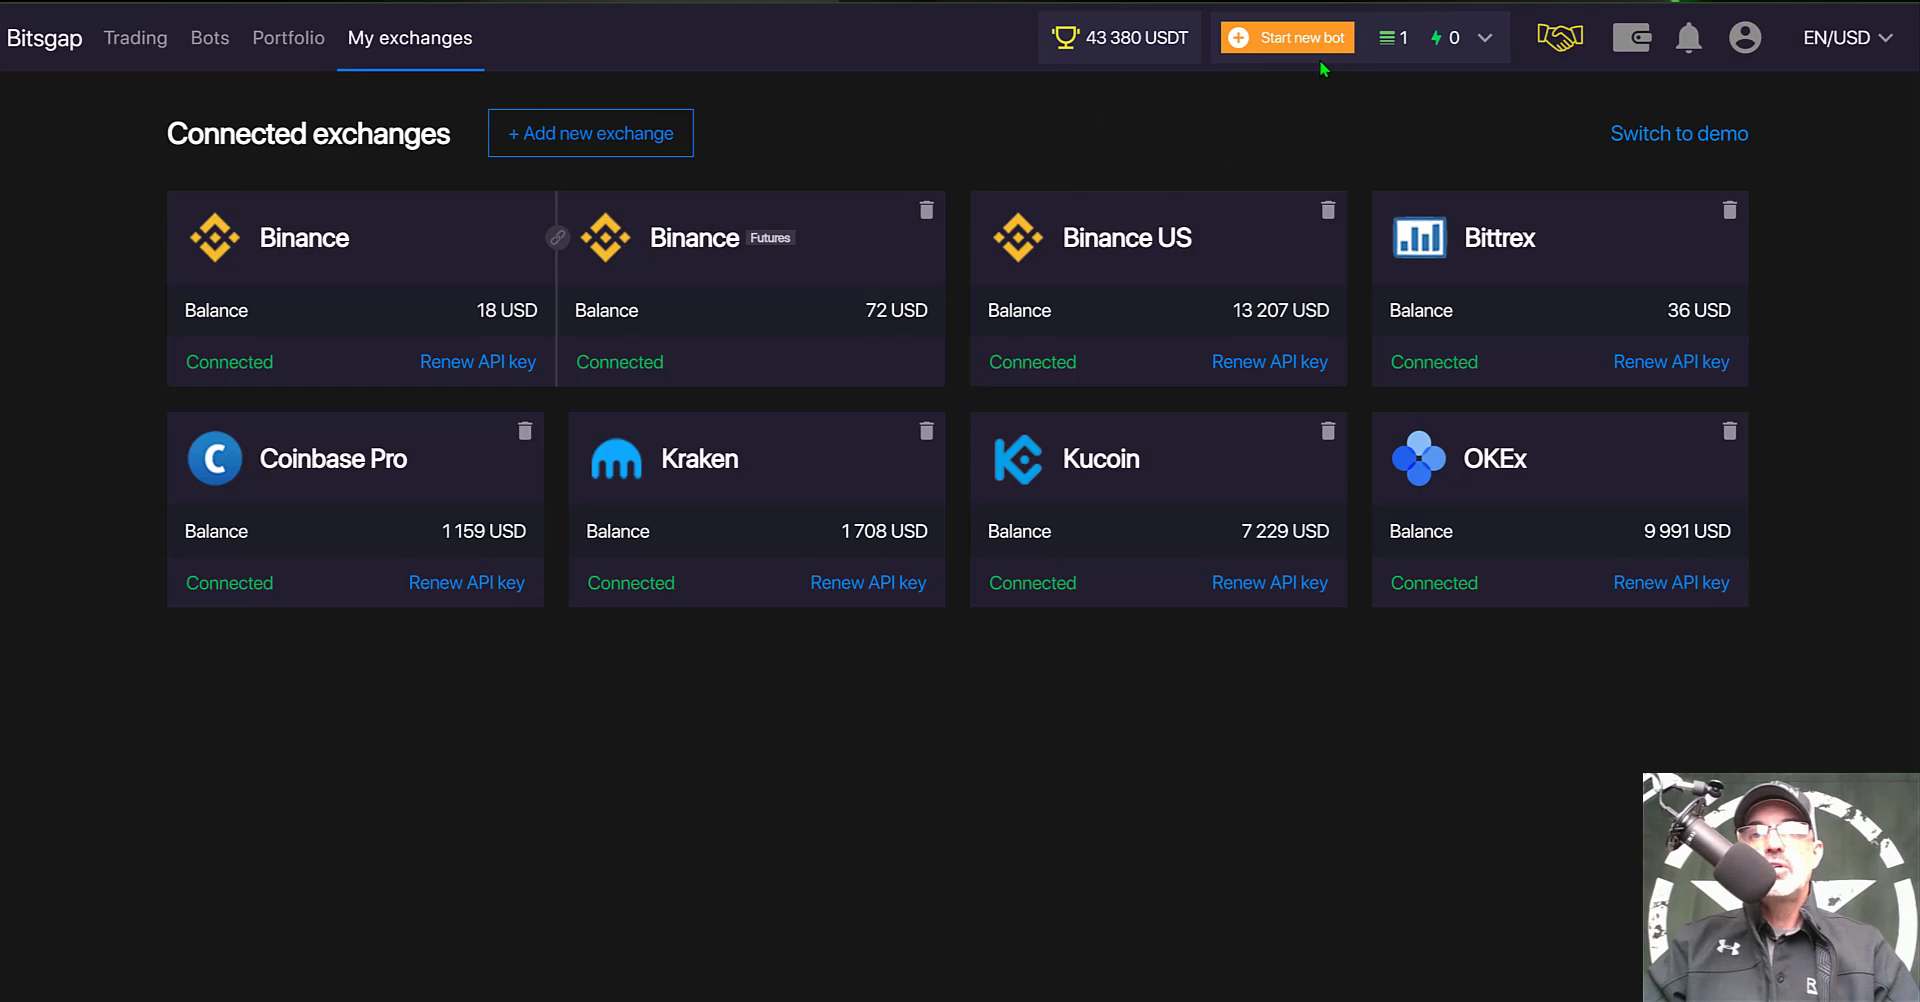 Bitsgap Trading Bots Portfolio My exchanges 43 380 USDT Start new bot 1 0 EN/USD
Connected exchanges + Add new exchange Switch to demo
Binance Binance Futures Binance US Bittrex
Balance 18 USD Balance 72 USD Balance 13 207 USD Balance 36 USD
Connected Renew API key Connected Connected Renew API key Connected Renew API key
C Coinbase Pro Kraken Kucoin OKEx
Balance 1 159 USD Balance 1 708 USD Balance 7 229 USD Balance 9 991 USD
Connected Renew API key Connected Renew API key Connected Renew API key Connected Renew API key